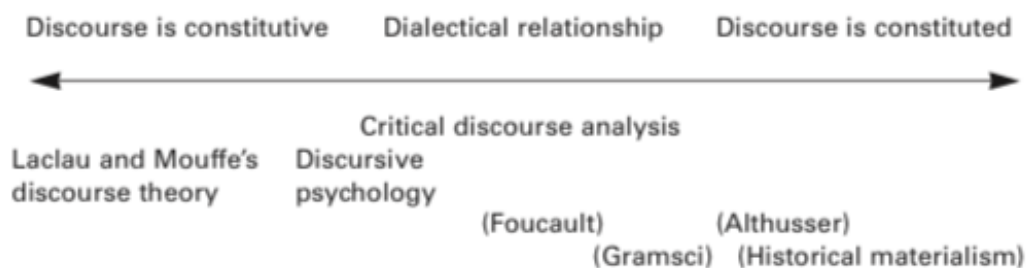 Discourse is constitutive Dialectical relationship Discourse is constituted
Critical discourse analysis
Laclau and Mouffe's Discursive
discourse theory psychology
(Foucault) (Althusser)
(Gramsci) (Historical materialism)